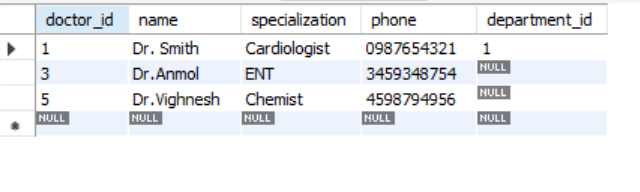 doctor_id name specialization phone department_id
1 Dr. Smith Cardiologist 0987654321 1
3 Dr.Anmol ENT 3459348754 NULL
5 Dr.Vighnesh Chemist 4598794956 NULL
NULL NULL NULL NULL NULL